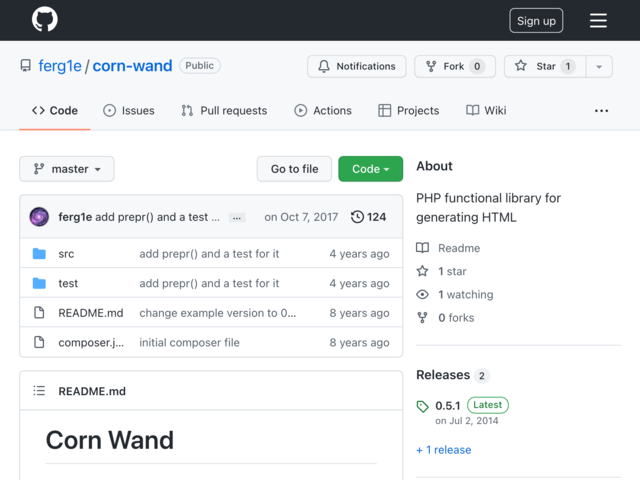 Sign up
ferg1e / corn-wand Public
Notifications Fork 0 Star 1
Code Issues Pull requests Actions Projects Wiki ...
master Go to file Code
ferg1e add prepr() and a test ... ... on Oct 7, 2017 124
src add prepr() and a test for it 4 years ago
test add prepr() and a test for it 4 years ago
README.md change example version to 0... 8 years ago
composer.j... initial composer file 8 years ago
README.md
Corn Wand
About
PHP functional library for
generating HTML
Readme
1 star
1 watching
0 forks
Releases 2
0.5.1 Latest
on Jul 2, 2014
+ 1 release